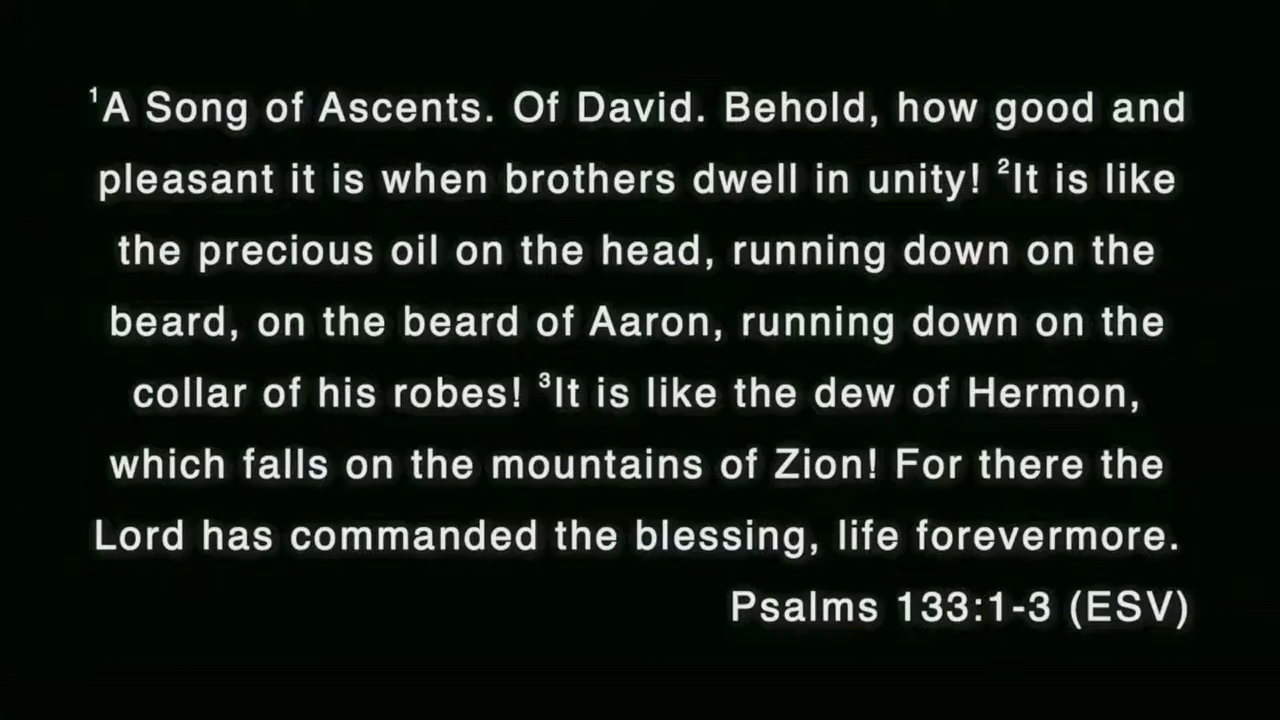 ¹A Song of Ascents. Of David. Behold, how good and
pleasant it is when brothers dwell in unity! ²It is like
the precious oil on the head, running down on the
beard, on the beard of Aaron, running down on the
collar of his robes! ³It is like the dew of Hermon,
which falls on the mountains of Zion! For there the
Lord has commanded the blessing, life forevermore.
Psalms 133:1-3 (ESV)